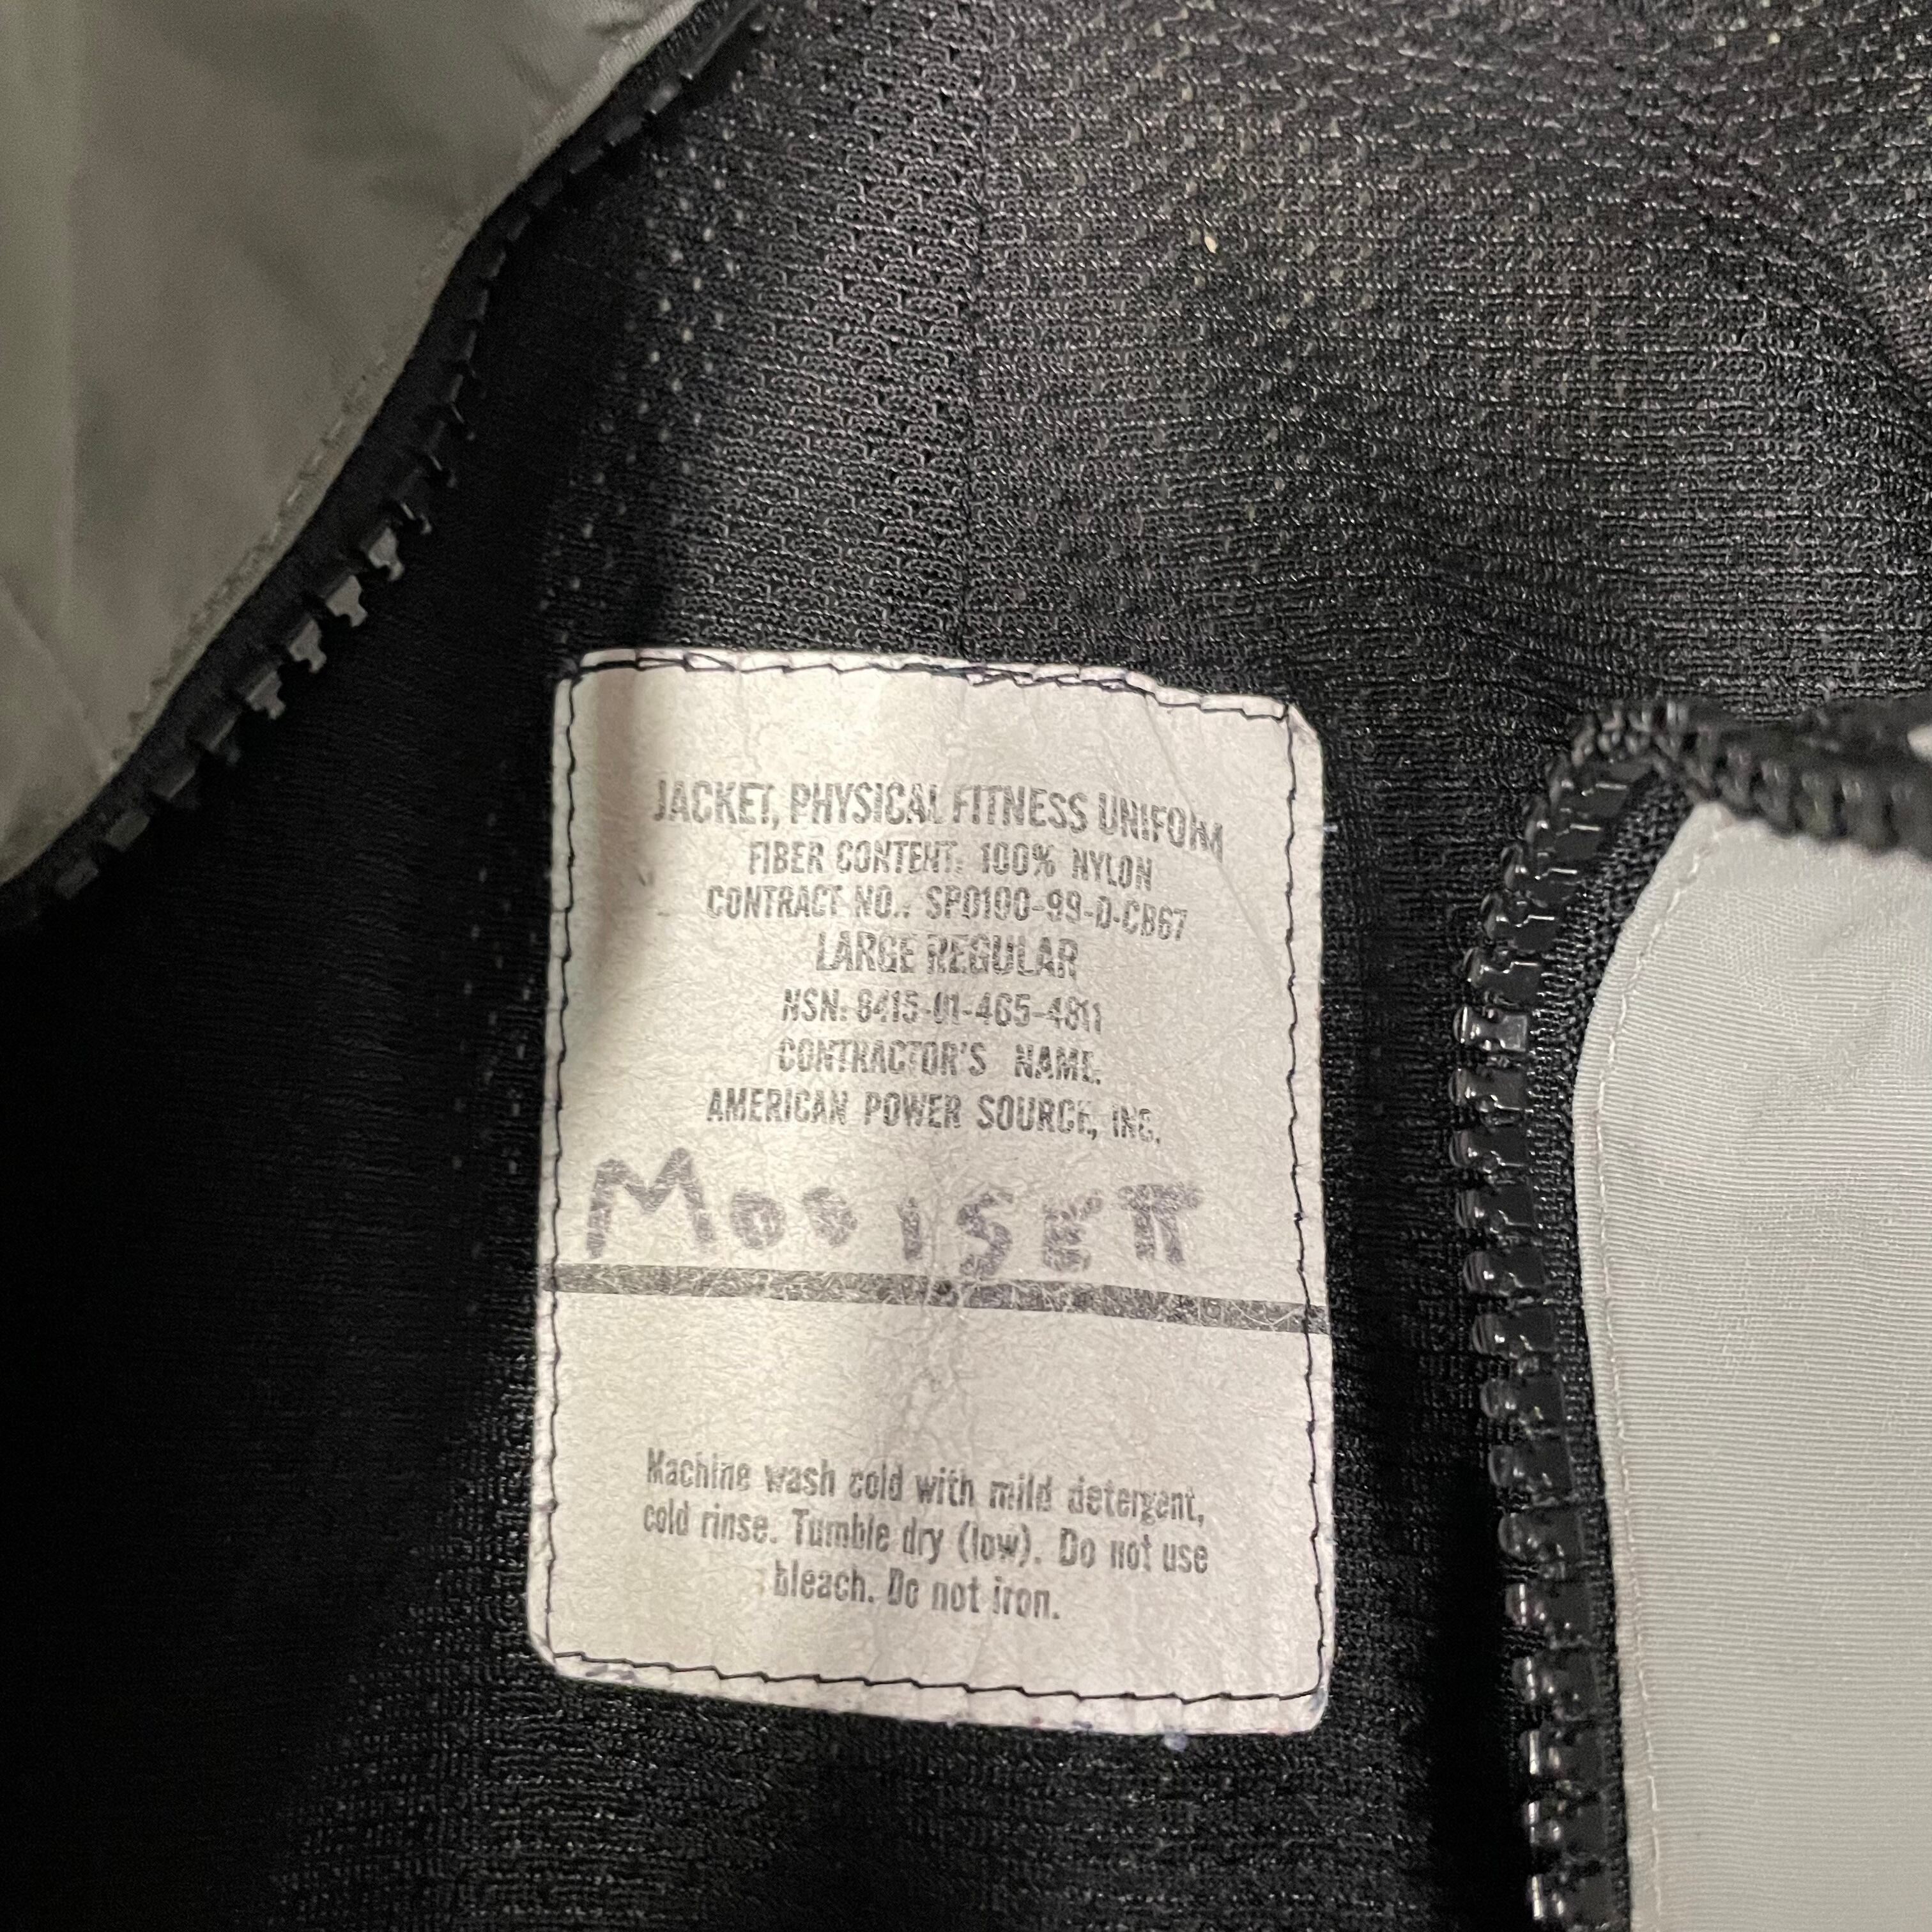 JACKET, PHYSICAL FITNESS UNIFORM
FIBER CONTENT: 100% NYLON
CONTRACT NO.: SP0100-99-D-CB67
LARGE REGULAR
NSN: 8415-01-465-4811
CONTRACTOR'S NAME:
AMERICAN POWER SOURCE, INC.
Machine wash cold with mild detergent,
cold rinse. Tumble dry (low). Do not use
bleach. Do not iron.